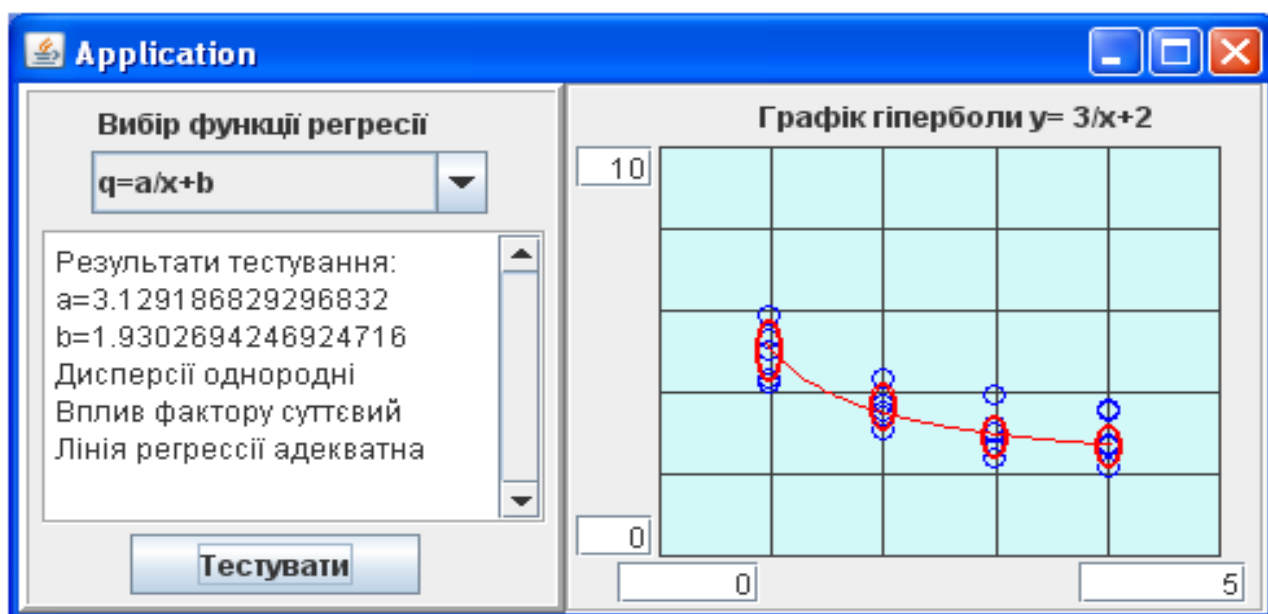 Application
Вибір функції регресії
q=a/x+b
Результати тестування:
a=3.129186829296832
b=1.9302694246924716
Дисперсії однородні
Вплив фактору суттєвий
Лінія регрессії адекватна
Тестувати
Графік гіперболи y= 3/x+2
10
0
0
5